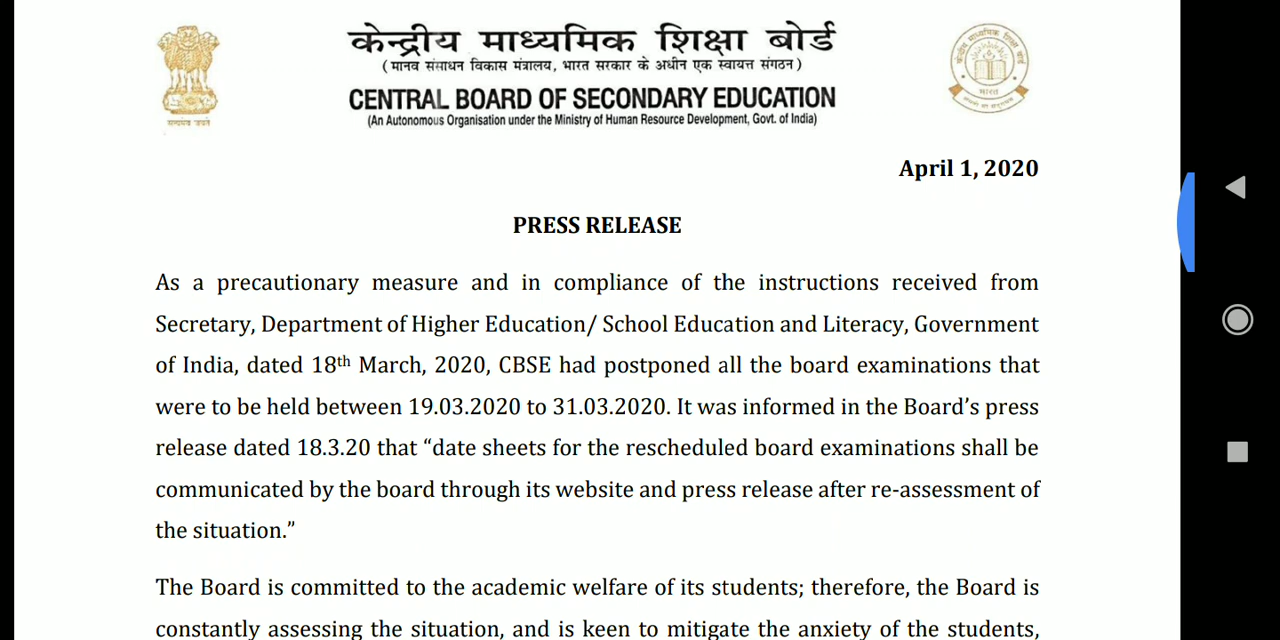 केन्द्रीय माध्यमिक शिक्षा बोर्ड
(मानव संसाधन विकास मंत्रालय, भारत सरकार के अधीन एक स्वायत्त संगठन)
CENTRAL BOARD OF SECONDARY EDUCATION
(An Autonomous Organisation under the Ministry of Human Resource Development, Govt. of India)
सत्यमेव जयते
भारत
April 1, 2020
PRESS RELEASE
As a precautionary measure and in compliance of the instructions received from
Secretary, Department of Higher Education/ School Education and Literacy, Government
of India, dated 18th March, 2020, CBSE had postponed all the board examinations that
were to be held between 19.03.2020 to 31.03.2020. It was informed in the Board’s press
release dated 18.3.20 that “date sheets for the rescheduled board examinations shall be
communicated by the board through its website and press release after re-assessment of
the situation.”
The Board is committed to the academic welfare of its students; therefore, the Board is
constantly assessing the situation, and is keen to mitigate the anxiety of the students,